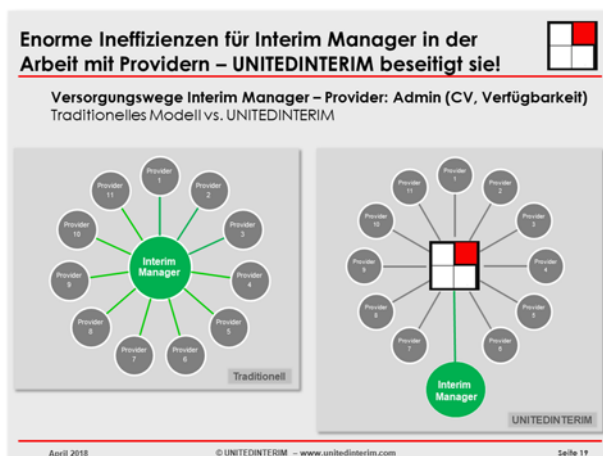 Enorme Ineffizienzen für Interim Manager in der
Arbeit mit Providern – UNITEDINTERIM beseitigt sie!
Versorgungswege Interim Manager – Provider: Admin (CV, Verfügbarkeit)
Traditionelles Modell vs. UNITEDINTERIM
Provider
1
Provider
2
Provider
3
Provider
4
Provider
5
Provider
6
Provider
7
Provider
8
Provider
9
Provider
10
Provider
11
Interim
Manager
Traditionell
Provider
1
Provider
2
Provider
3
Provider
4
Provider
5
Provider
6
Provider
7
Provider
8
Provider
9
Provider
10
Provider
11
Interim
Manager
UNITEDINTERIM
April 2018
© UNITEDINTERIM – www.unitedinterim.com
Seite 19